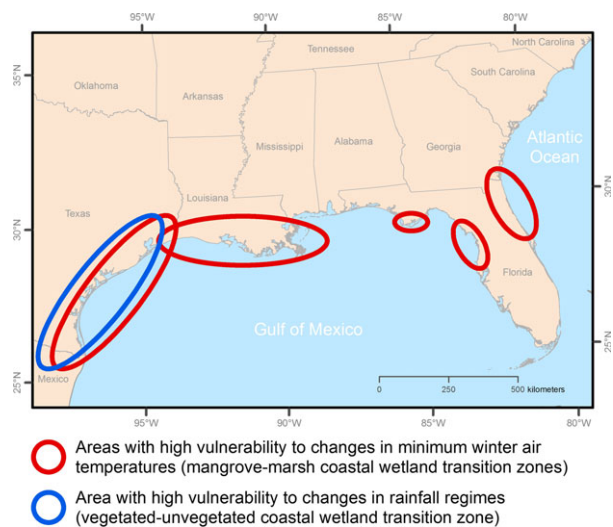 95°W 90°W 85°W 80°W
Tennessee
North Carolina
35°N
Oklahoma
Arkansas
South Carolina
Mississippi
Alabama
Georgia
Atlantic
Ocean
Louisiana
Texas
30°N
30°N
Florida
Gulf of Mexico
25°N
25°N
Mexico
0 250 500 kilometers
95°W 90°W 85°W 80°W
Areas with high vulnerability to changes in minimum winter air
temperatures (mangrove-marsh coastal wetland transition zones)
Area with high vulnerability to changes in rainfall regimes
(vegetated-unvegetated coastal wetland transition zone)